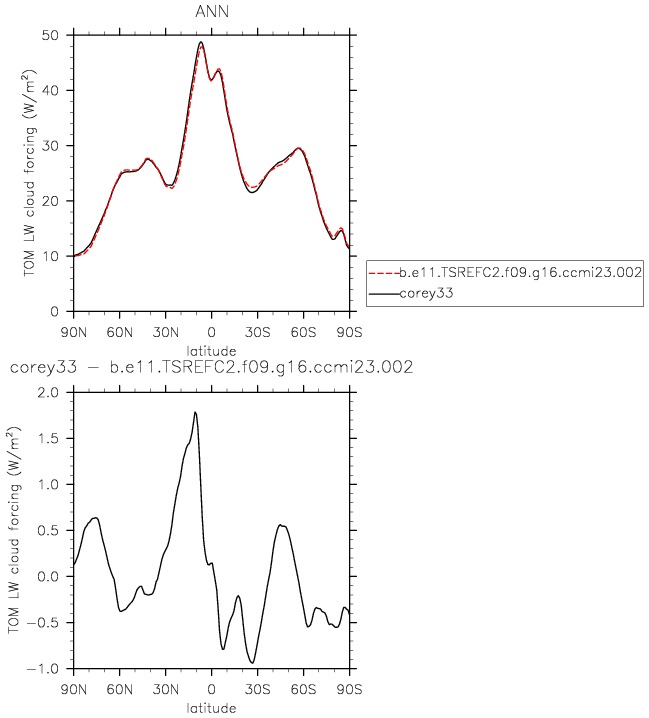 ANN
TOM LW cloud forcing (W/m²)
50
40
30
20
10
0
90N 60N 30N 0 30S 60S 90S
latitude
b.e11.TSREFC2.f09.g16.ccmi23.002
corey33
corey33 − b.e11.TSREFC2.f09.g16.ccmi23.002
TOM LW cloud forcing (W/m²)
2.0
1.5
1.0
0.5
0.0
−0.5
−1.0
90N 60N 30N 0 30S 60S 90S
latitude